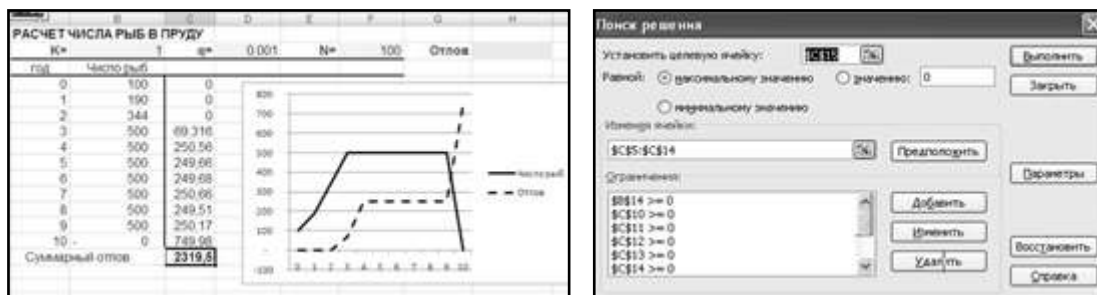 B C D E F G H
РАСЧЕТ ЧИСЛА РЫБ В ПРУДУ
K= 1 q= 0.001 N= 100 Отлов
год Число рыб
0 100 0
1 190 0
2 344 0
3 500 69.316
4 500 250.56
5 500 249.66
6 500 249.68
7 500 250.66
8 500 249.51
9 500 250.17
10 - 0 749.98
Суммарный отлов 2319,5
800
700
600
500
400
300
200
100
-
-100
0 1 2 3 4 5 6 7 8 9 10
Число рыб
Отлов
Поиск решения
Установить целевую ячейку: $C$15
Равной: максимальному значению значению: 0
минимальному значению
Изменяя ячейки:
$C$5:$C$14
Ограничения:
$B$14 >= 0
$C$10 >= 0
$C$11 >= 0
$C$12 >= 0
$C$13 >= 0
$C$14 >= 0
Предположить
Добавить
Изменить
Удалить
Выполнить
Закрыть
Параметры
Восстановить
Справка